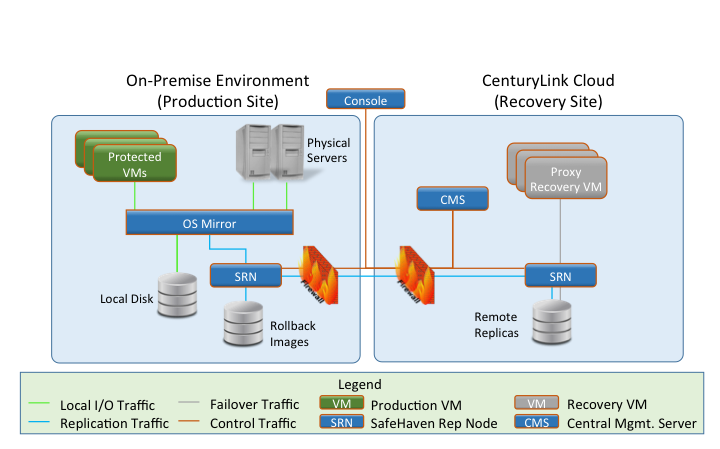 On-Premise Environment
(Production Site)
CenturyLink Cloud
(Recovery Site)
Console
Protected
VMs
Physical
Servers
Proxy
Recovery VM
CMS
OS Mirror
SRN
Firewall
Firewall
SRN
Local Disk
Rollback
Images
Remote
Replicas
Legend
Local I/O Traffic
Failover Traffic
VM Production VM
VM Recovery VM
Replication Traffic
Control Traffic
SRN SafeHaven Rep Node
CMS Central Mgmt. Server